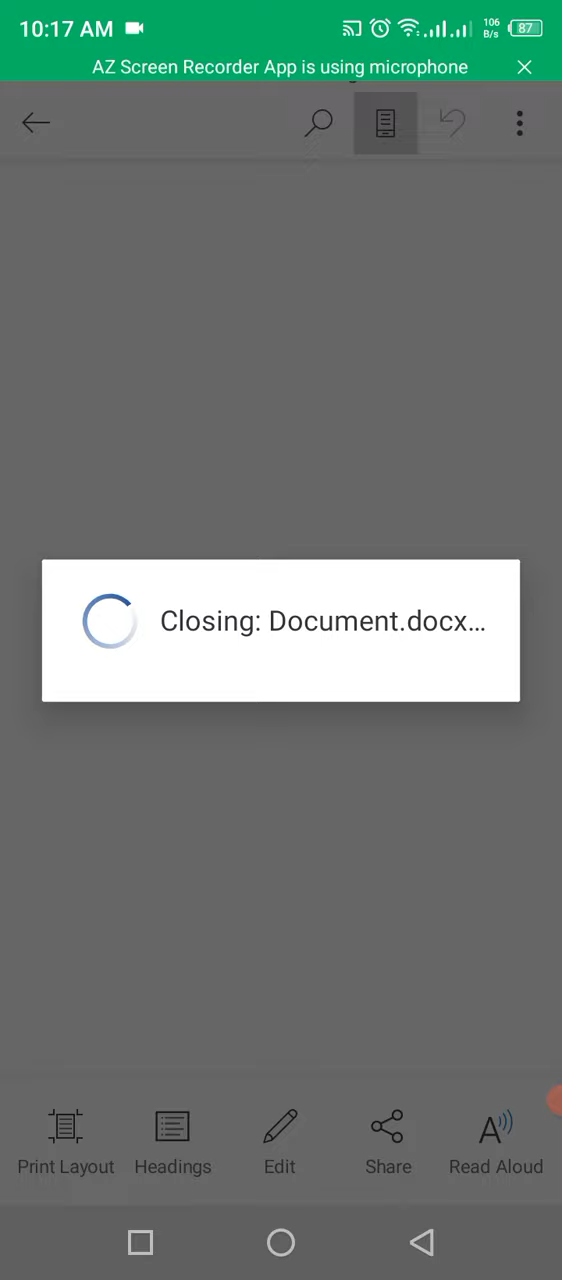 10:17 AM
106
B/s
87
AZ Screen Recorder App is using microphone
Closing: Document.docx...
Print Layout
Headings
Edit
Share
Read Aloud